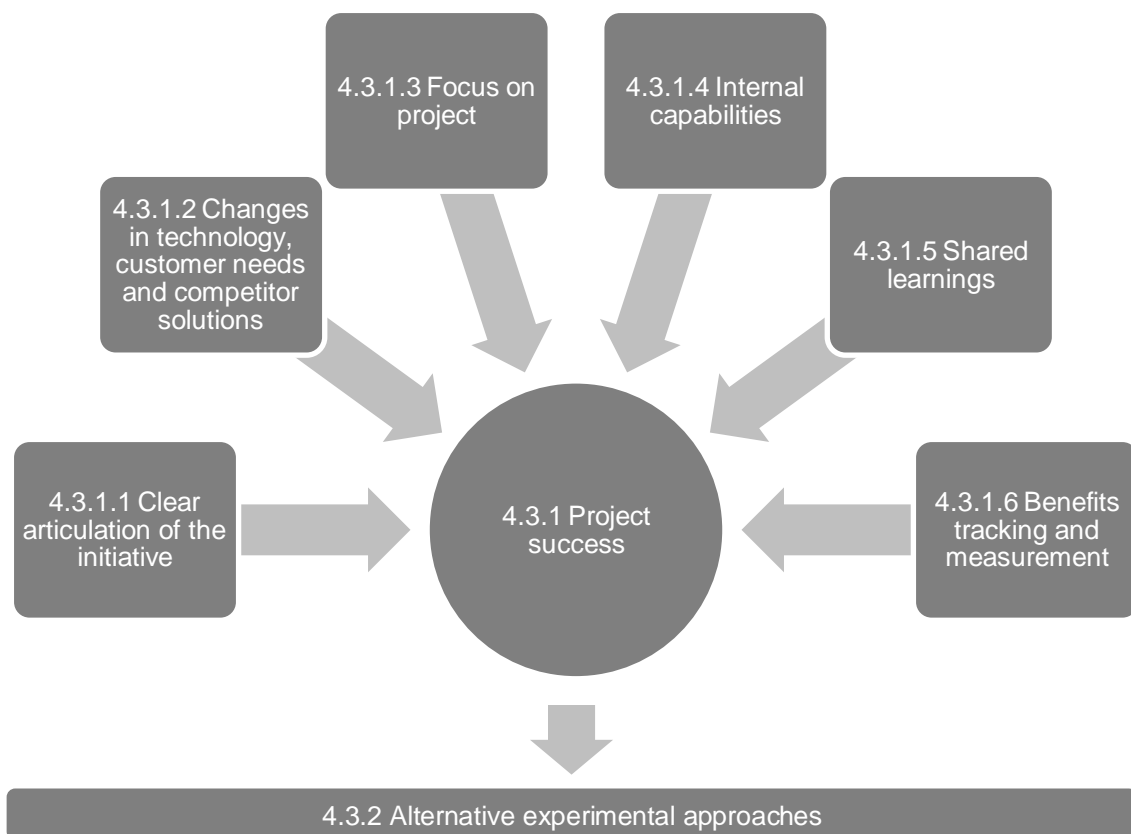 4.3.1.3 Focus on
project
4.3.1.4 Internal
capabilities
4.3.1.2 Changes
in technology,
customer needs
and competitor
solutions
4.3.1.5 Shared
learnings
4.3.1.1 Clear
articulation of the
initiative
4.3.1 Project
success
4.3.1.6 Benefits
tracking and
measurement
4.3.2 Alternative experimental approaches